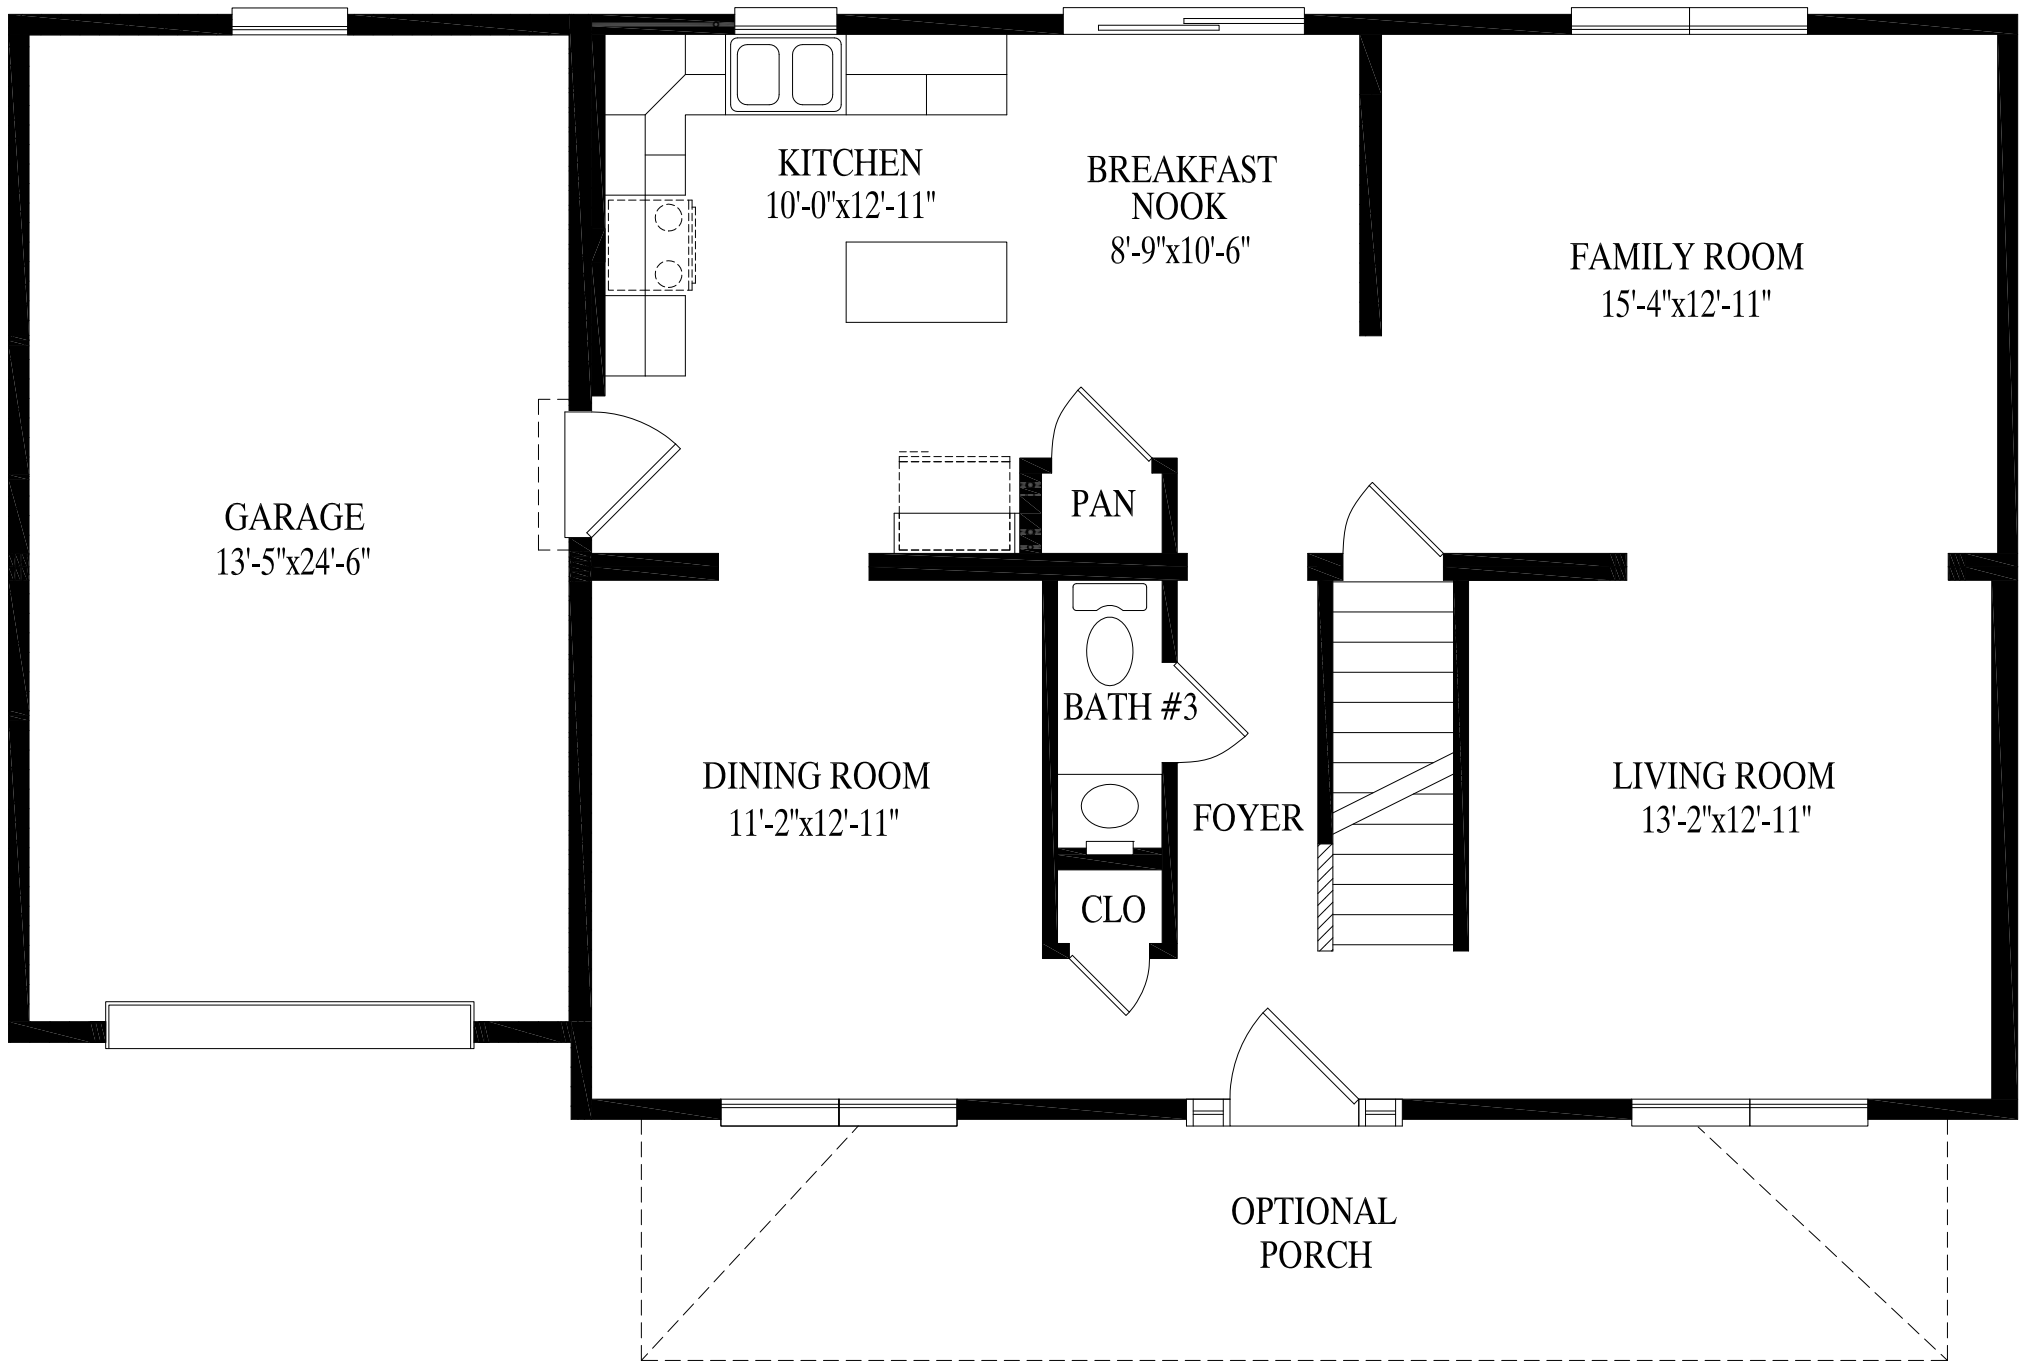 KITCHEN
10'-0"x12'-11"
BREAKFAST
NOOK
8'-9"x10'-6"
FAMILY ROOM
15'-4"x12'-11"
GARAGE
13'-5"x24'-6"
PAN
BATH #3
DINING ROOM
11'-2"x12'-11"
FOYER
LIVING ROOM
13'-2"x12'-11"
CLO
OPTIONAL
PORCH